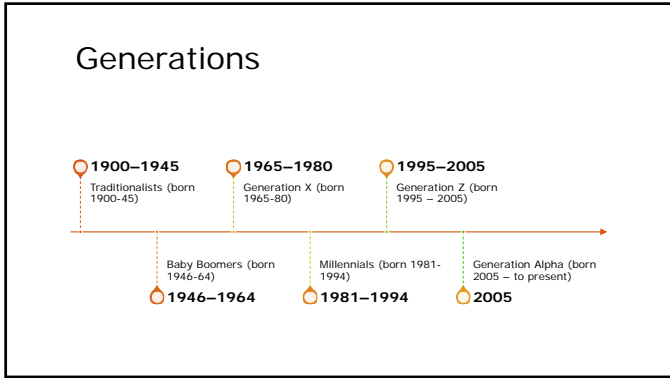 Generations
1900–1945
Traditionalists (born
1900-45)
1965–1980
Generation X (born
1965-80)
1995–2005
Generation Z (born
1995 – 2005)
Baby Boomers (born
1946-64)
1946–1964
Millennials (born 1981-
1994)
1981–1994
Generation Alpha (born
2005 – to present)
2005